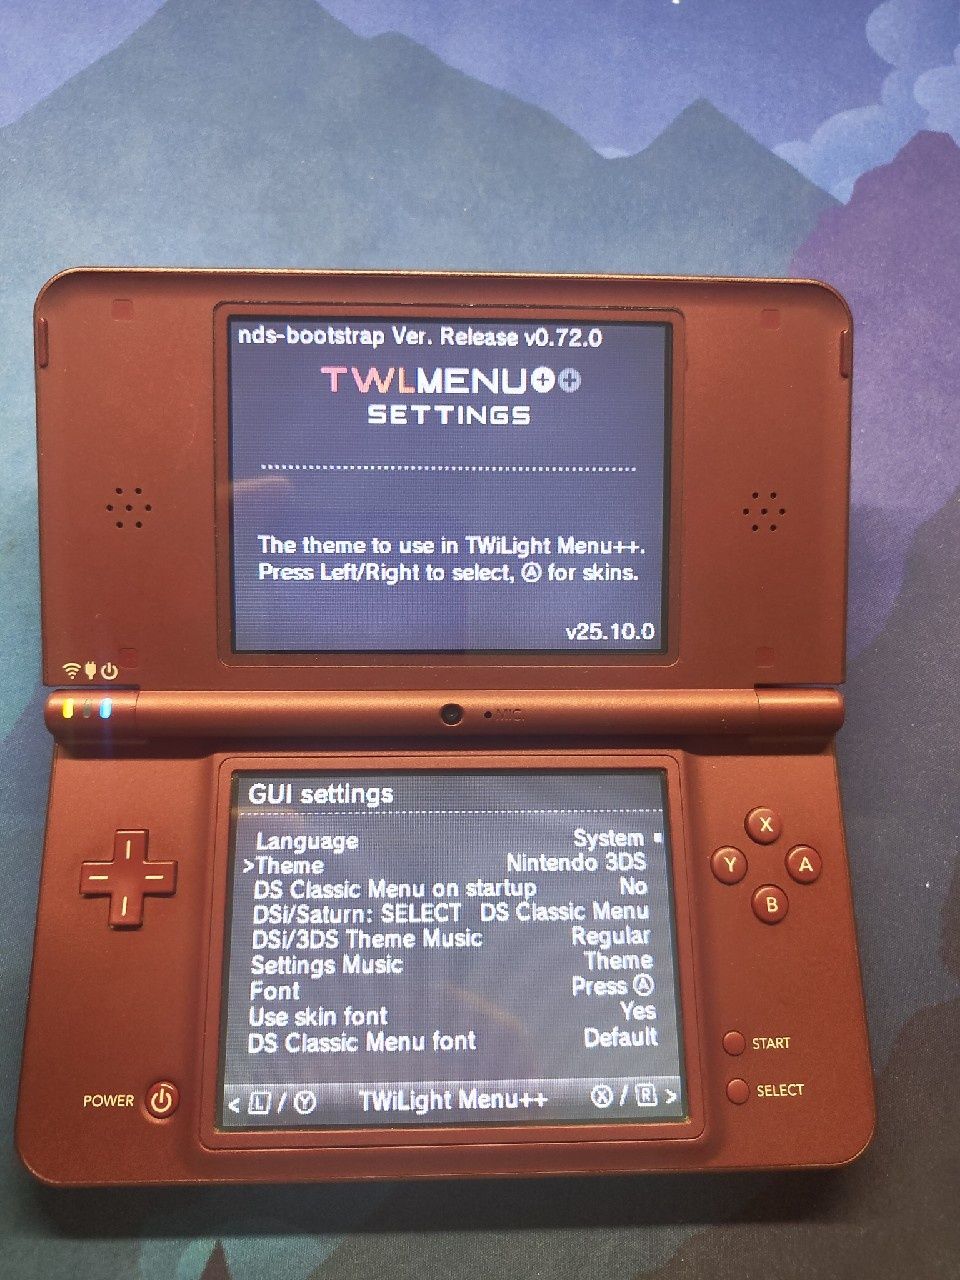 nds-bootstrap Ver. Release v0.72.0
TWLMENU++
SETTINGS
The theme to use in TWiLight Menu++.
Press Left/Right to select, Ⓐ for skins.
v25.10.0
MIC.
GUI settings
Language System
>Theme Nintendo 3DS
DS Classic Menu on startup No
DSi/Saturn: SELECT DS Classic Menu
DSi/3DS Theme Music Regular
Settings Music Theme
Font Press Ⓐ
Use skin font Yes
DS Classic Menu font Default
< L / Ⓨ TWiLight Menu++ Ⓧ / R >
X
Y
A
B
START
SELECT
POWER